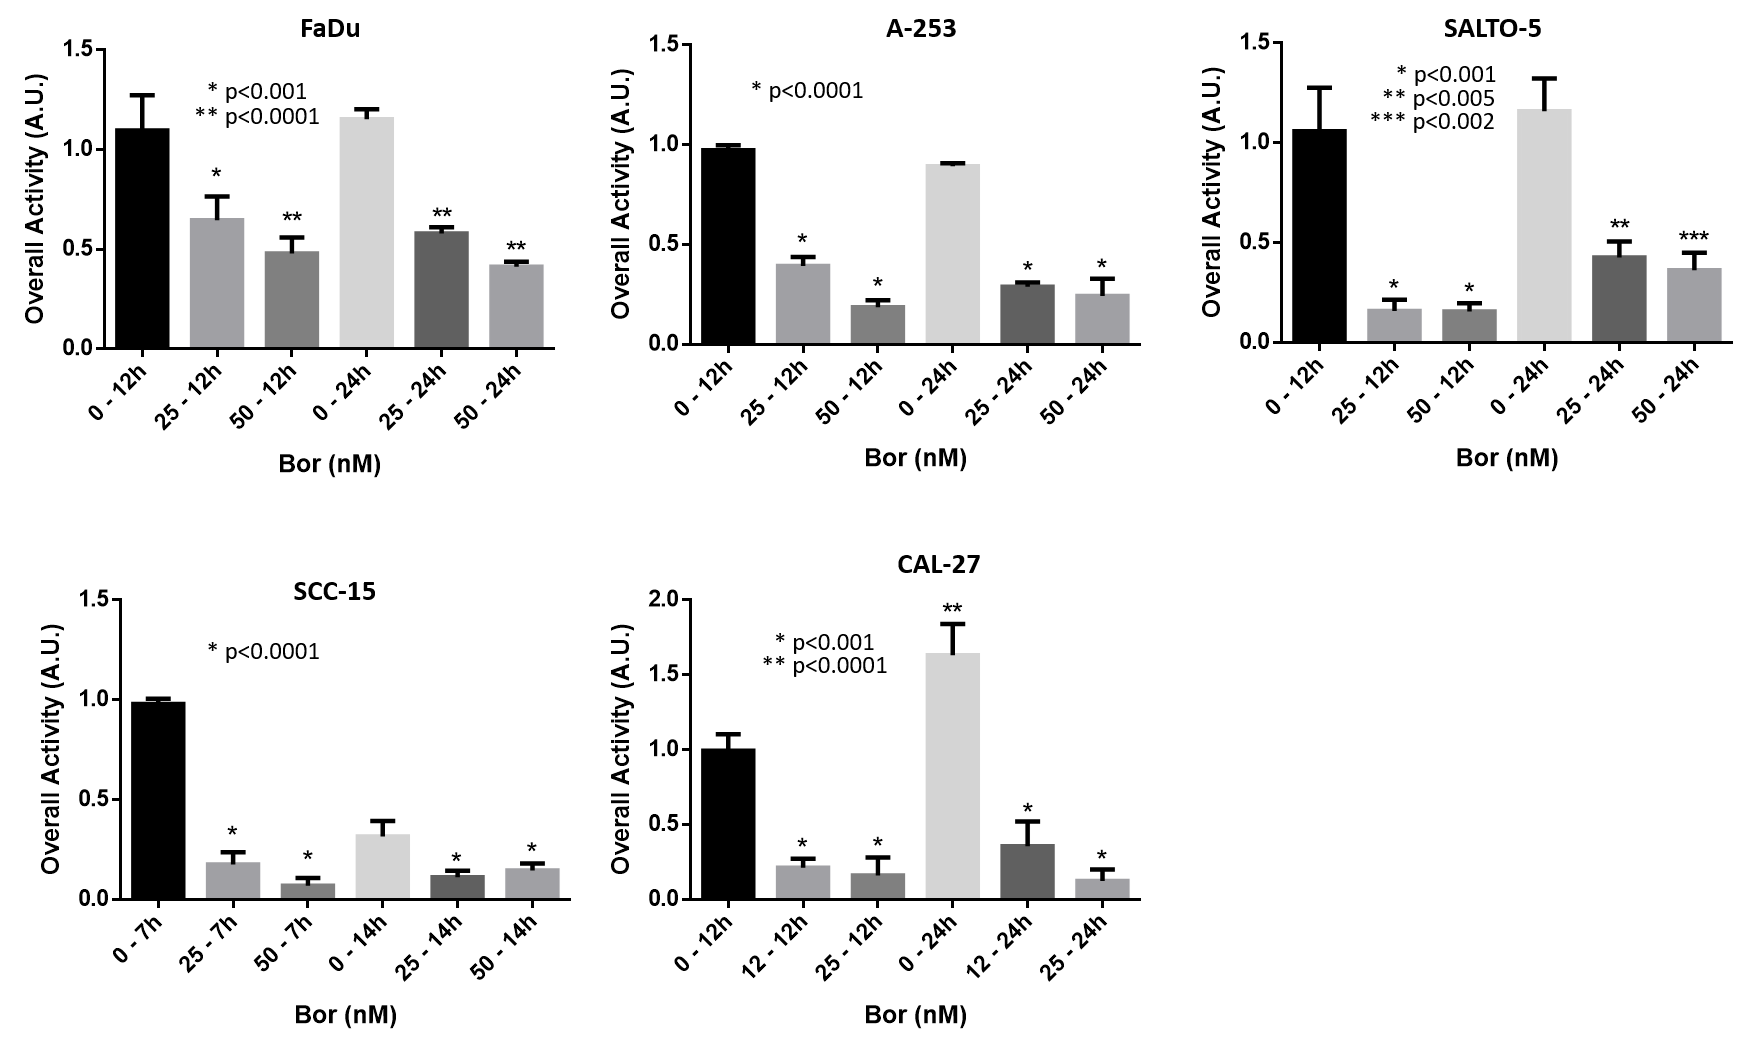 FaDu
1.5
1.0
0.5
0.0
Overall Activity (A.U.)
* p<0.001
** p<0.0001
*
**
**
**
0 - 12h
25 - 12h
50 - 12h
0 - 24h
25 - 24h
50 - 24h
Bor (nM)
A-253
1.5
1.0
0.5
0.0
Overall Activity (A.U.)
* p<0.0001
*
*
*
*
0 - 12h
25 - 12h
50 - 12h
0 - 24h
25 - 24h
50 - 24h
Bor (nM)
SALTO-5
1.5
1.0
0.5
0.0
Overall Activity (A.U.)
* p<0.001
** p<0.005
*** p<0.002
*
*
**
***
0 - 12h
25 - 12h
50 - 12h
0 - 24h
25 - 24h
50 - 24h
Bor (nM)
SCC-15
1.5
1.0
0.5
0.0
Overall Activity (A.U.)
* p<0.0001
*
*
*
*
0 - 7h
25 - 7h
50 - 7h
0 - 14h
25 - 14h
50 - 14h
Bor (nM)
CAL-27
2.0
1.5
1.0
0.5
0.0
Overall Activity (A.U.)
* p<0.001
** p<0.0001
*
*
**
*
*
0 - 12h
12 - 12h
25 - 12h
0 - 24h
12 - 24h
25 - 24h
Bor (nM)